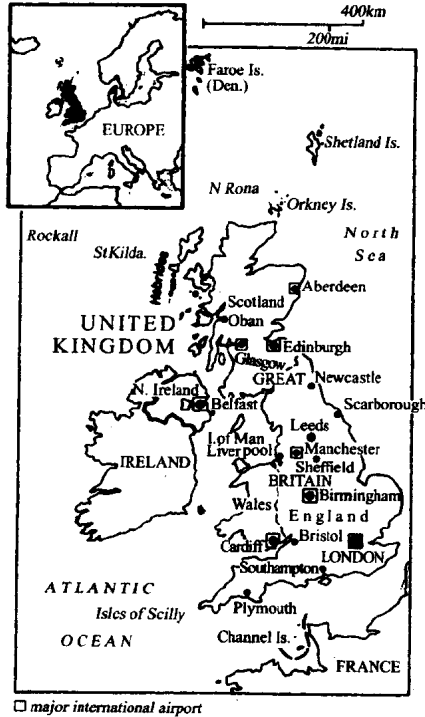 400km
200mi
Faroe Is.
(Den.)
EUROPE
Shetland Is.
N Rona
Orkney Is.
Rockall
North
Sea
St Kilda.
Hebrides
Aberdeen
Scotland
Oban
UNITED
KINGDOM
Glasgow
Edinburgh
GREAT
Newcastle
N. Ireland
Belfast
Scarborough
I. of Man
Leeds
Liverpool
Manchester
Sheffield
IRELAND
BRITAIN
Birmingham
Wales
England
Cardiff
Bristol
LONDON
Southampton
ATLANTIC
Isles of Scilly
Plymouth
OCEAN
Channel Is.
FRANCE
major international airport